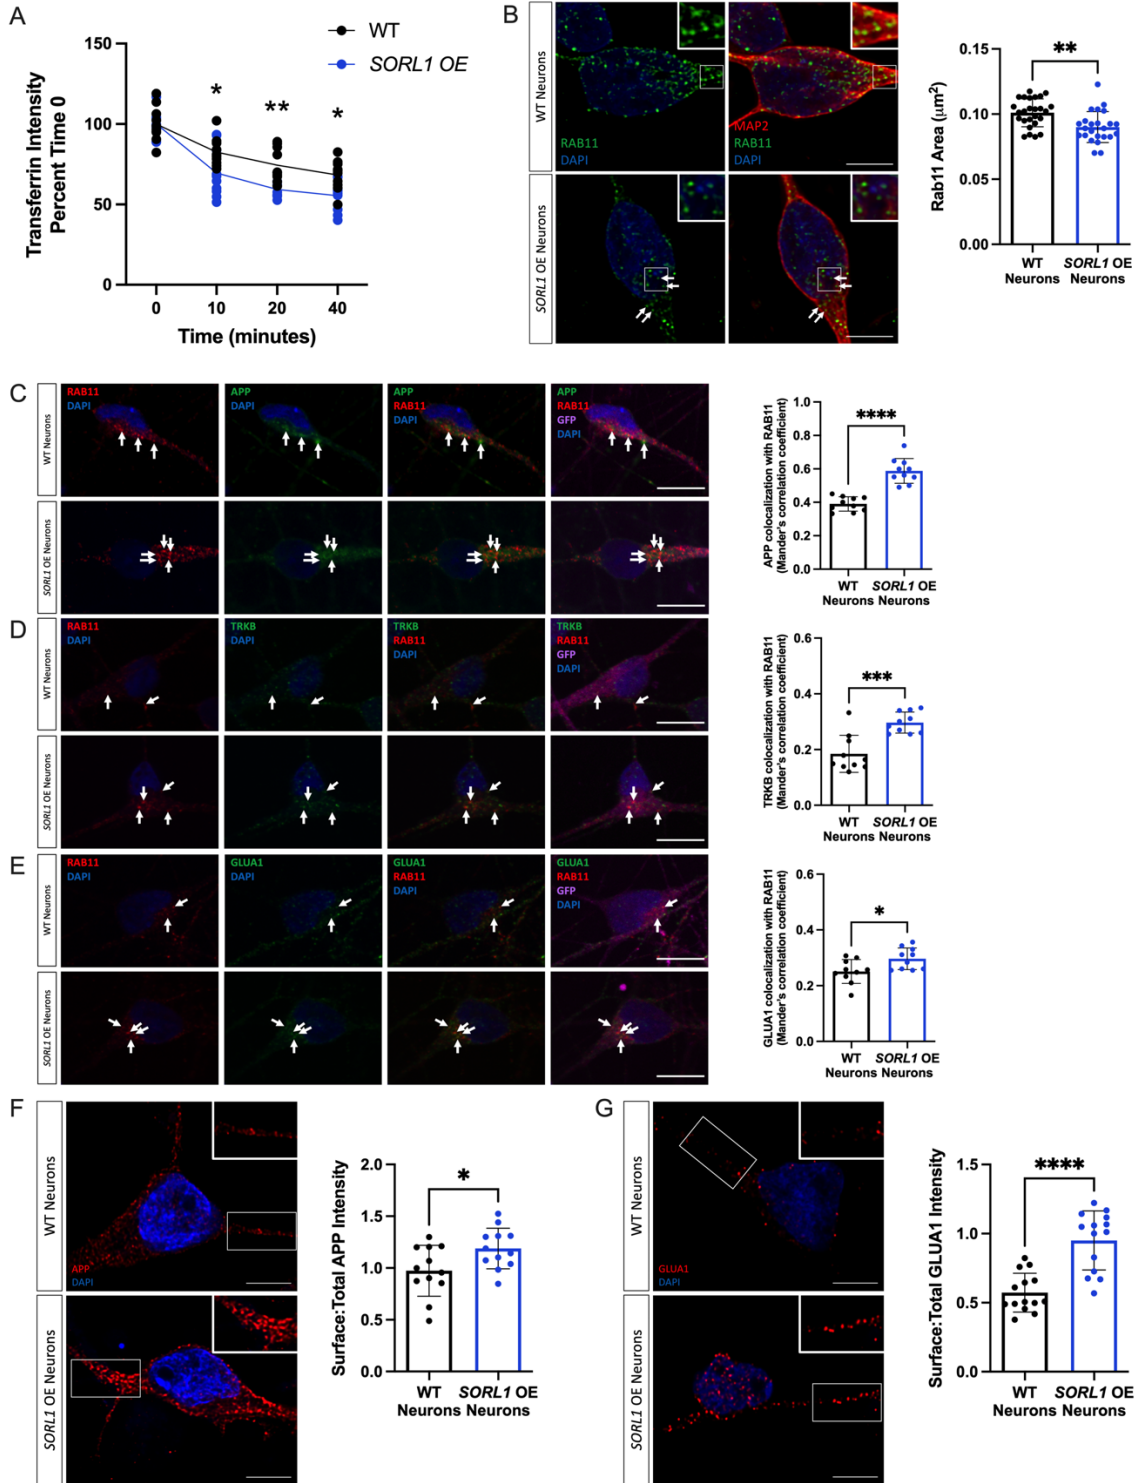 A
WT
SORL1 OE
150
100
50
0
Transferrin Intensity
Percent Time 0
*
**
*
0
10
20
40
Time (minutes)
B
WT Neurons
RAB11
DAPI
MAP2
RAB11
DAPI
SORL1 OE Neurons
**
0.15
0.10
0.05
0.00
Rab11 Area (μm²)
WT
Neurons
SORL1 OE
Neurons
C
WT Neurons
RAB11
DAPI
APP
DAPI
APP
RAB11
DAPI
APP
RAB11
GFP
DAPI
SORL1 OE Neurons
****
1.0
0.8
0.6
0.4
0.2
0.0
APP colocalization with RAB11
(Mander's correlation coefficient)
WT
Neurons
SORL1 OE
Neurons
D
WT Neurons
RAB11
DAPI
TRKB
DAPI
TRKB
RAB11
DAPI
TRKB
RAB11
GFP
DAPI
SORL1 OE Neurons
***
0.6
0.4
0.2
0.0
TRKB colocalization with RAB11
(Mander's correlation coefficient)
WT
Neurons
SORL1 OE
Neurons
E
WT Neurons
RAB11
DAPI
GLUA1
DAPI
GLUA1
RAB11
DAPI
GLUA1
RAB11
GFP
DAPI
SORL1 OE Neurons
*
0.6
0.4
0.2
0.0
GLUA1 colocalization with RAB11
(Mander's correlation coefficient)
WT
Neurons
SORL1 OE
Neurons
F
WT Neurons
APP
DAPI
SORL1 OE Neurons
*
2.0
1.5
1.0
0.5
0.0
Surface:Total APP Intensity
WT
Neurons
SORL1 OE
Neurons
G
WT Neurons
GLUA1
DAPI
SORL1 OE Neurons
****
1.5
1.0
0.5
0.0
Surface:Total GLUA1 Intensity
WT
Neurons
SORL1 OE
Neurons